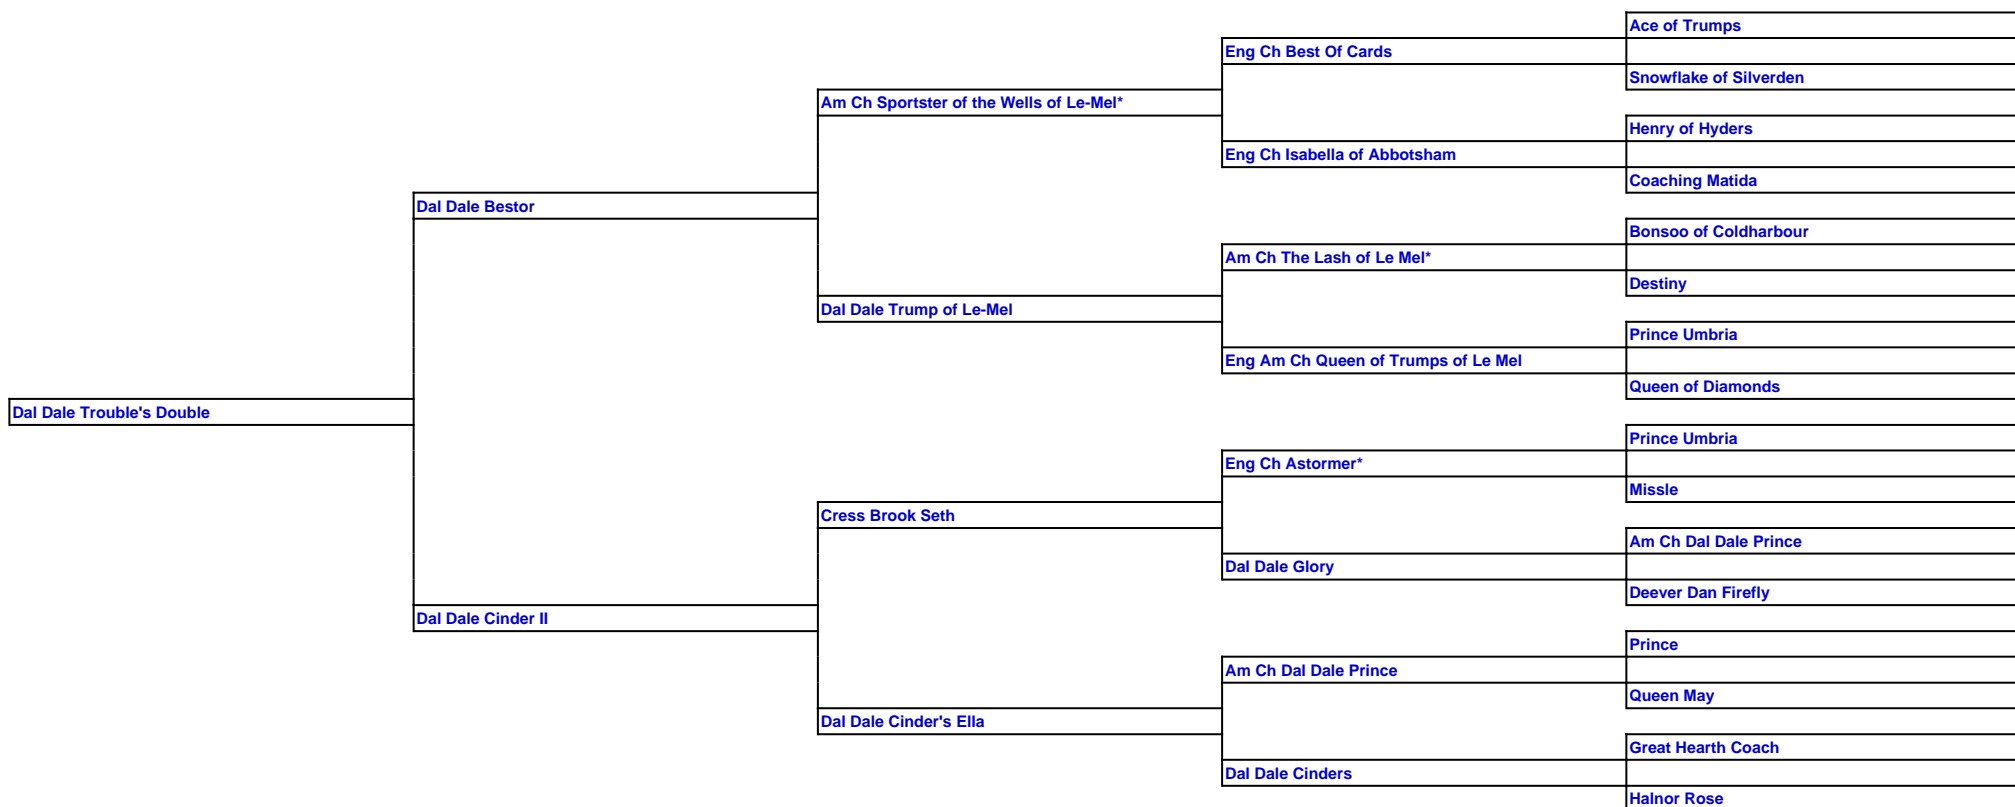 Ace of Trumps
Eng Ch Best Of Cards
Snowflake of Silverden
Am Ch Sportster of the Wells of Le-Mel*
Henry of Hyders
Eng Ch Isabella of Abbotsham
Coaching Matida
Dal Dale Bestor
Bonsoo of Coldharbour
Am Ch The Lash of Le Mel*
Destiny
Dal Dale Trump of Le-Mel
Prince Umbria
Eng Am Ch Queen of Trumps of Le Mel
Queen of Diamonds
Dal Dale Trouble's Double
Prince Umbria
Eng Ch Astormer*
Missle
Cress Brook Seth
Am Ch Dal Dale Prince
Dal Dale Glory
Deever Dan Firefly
Dal Dale Cinder II
Prince
Am Ch Dal Dale Prince
Queen May
Dal Dale Cinder's Ella
Great Hearth Coach
Dal Dale Cinders
Halnor Rose